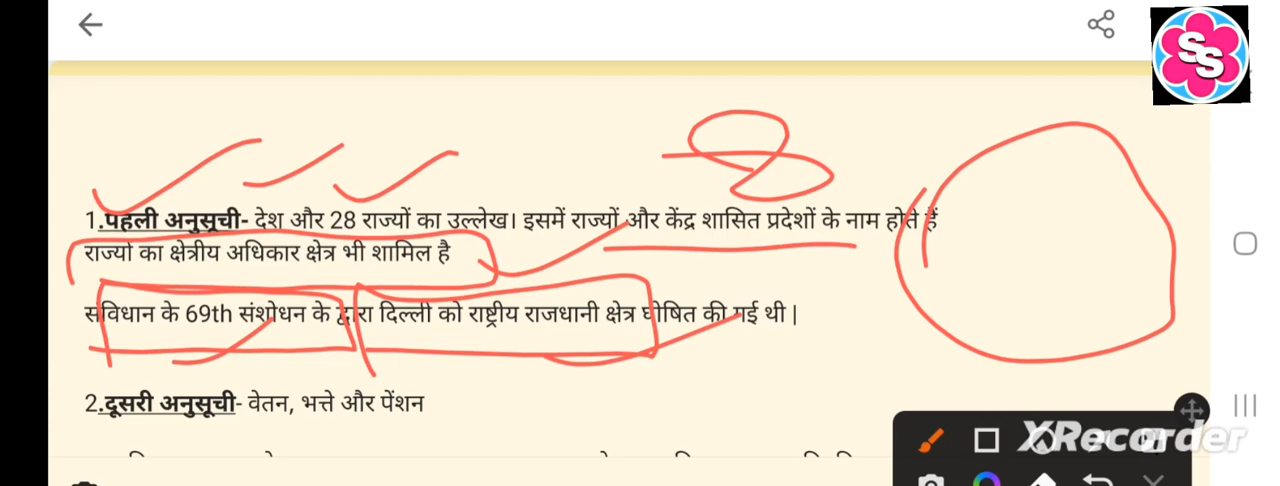 SS
1.पहली अनुसूची- देश और 28 राज्यों का उल्लेख। इसमें राज्यों और केंद्र शासित प्रदेशों के नाम होते हैं
राज्यों का क्षेत्रीय अधिकार क्षेत्र भी शामिल है
संविधान के 69th संशोधन के द्वारा दिल्ली को राष्ट्रीय राजधानी क्षेत्र घोषित की गई थी |
2.दूसरी अनुसूची- वेतन, भत्ते और पेंशन
XRecorder